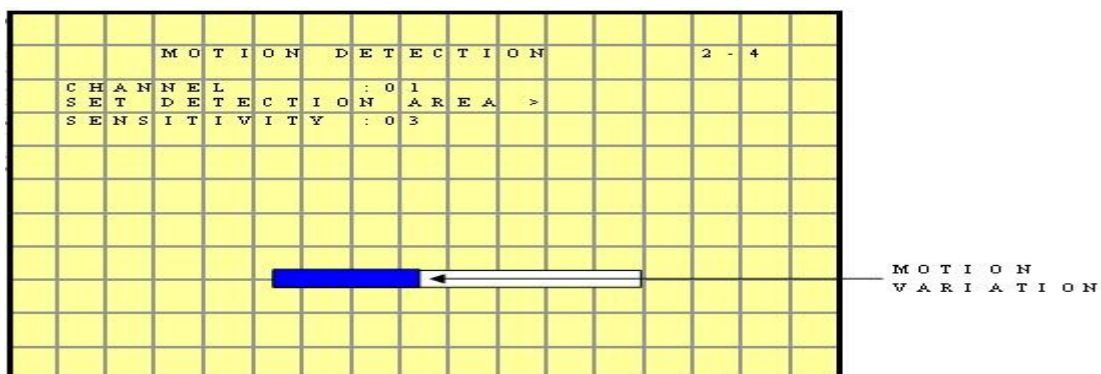 MOTION DETECTION 2-4
CHANNEL :01
SET DETECTION AREA >
SENSITIVITY :03
MOTION
VARIATION